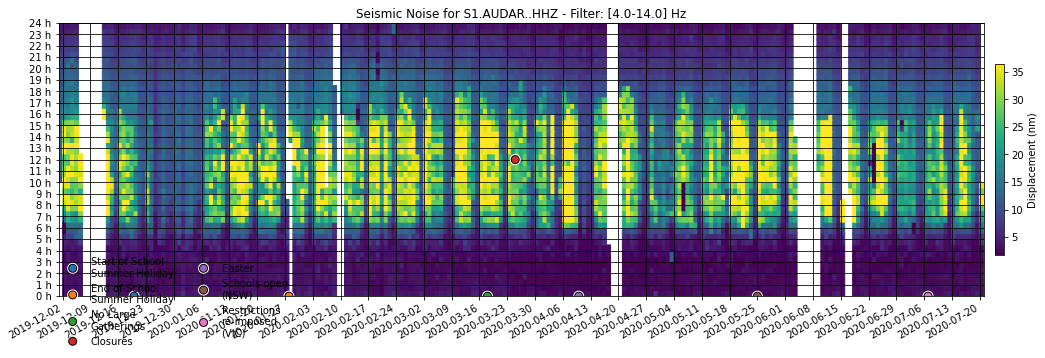 Seismic Noise for S1.AUDAR..HHZ - Filter: [4.0-14.0] Hz
24 h
23 h
22 h
21 h
20 h
19 h
18 h
17 h
16 h
15 h
14 h
13 h
12 h
11 h
10 h
9 h
8 h
7 h
6 h
5 h
4 h
3 h
2 h
1 h
0 h
35
30
25
20
15
10
5
Displacement (nm)
Start of School
Summer Holiday
End of School
Summer Holiday
No Large
Gatherings
Closures
Easter
Schools open
(NSW)
Restrictions
re-imposed
(VIC)
2019-12-02
2019-12-09
2019-12-30
2020-01-06
2020-02-03
2020-02-10
2020-02-17
2020-02-24
2020-03-02
2020-03-09
2020-03-16
2020-03-23
2020-03-30
2020-04-06
2020-04-13
2020-04-20
2020-04-27
2020-05-04
2020-05-11
2020-05-18
2020-05-25
2020-06-01
2020-06-08
2020-06-15
2020-06-22
2020-06-29
2020-07-06
2020-07-13
2020-07-20